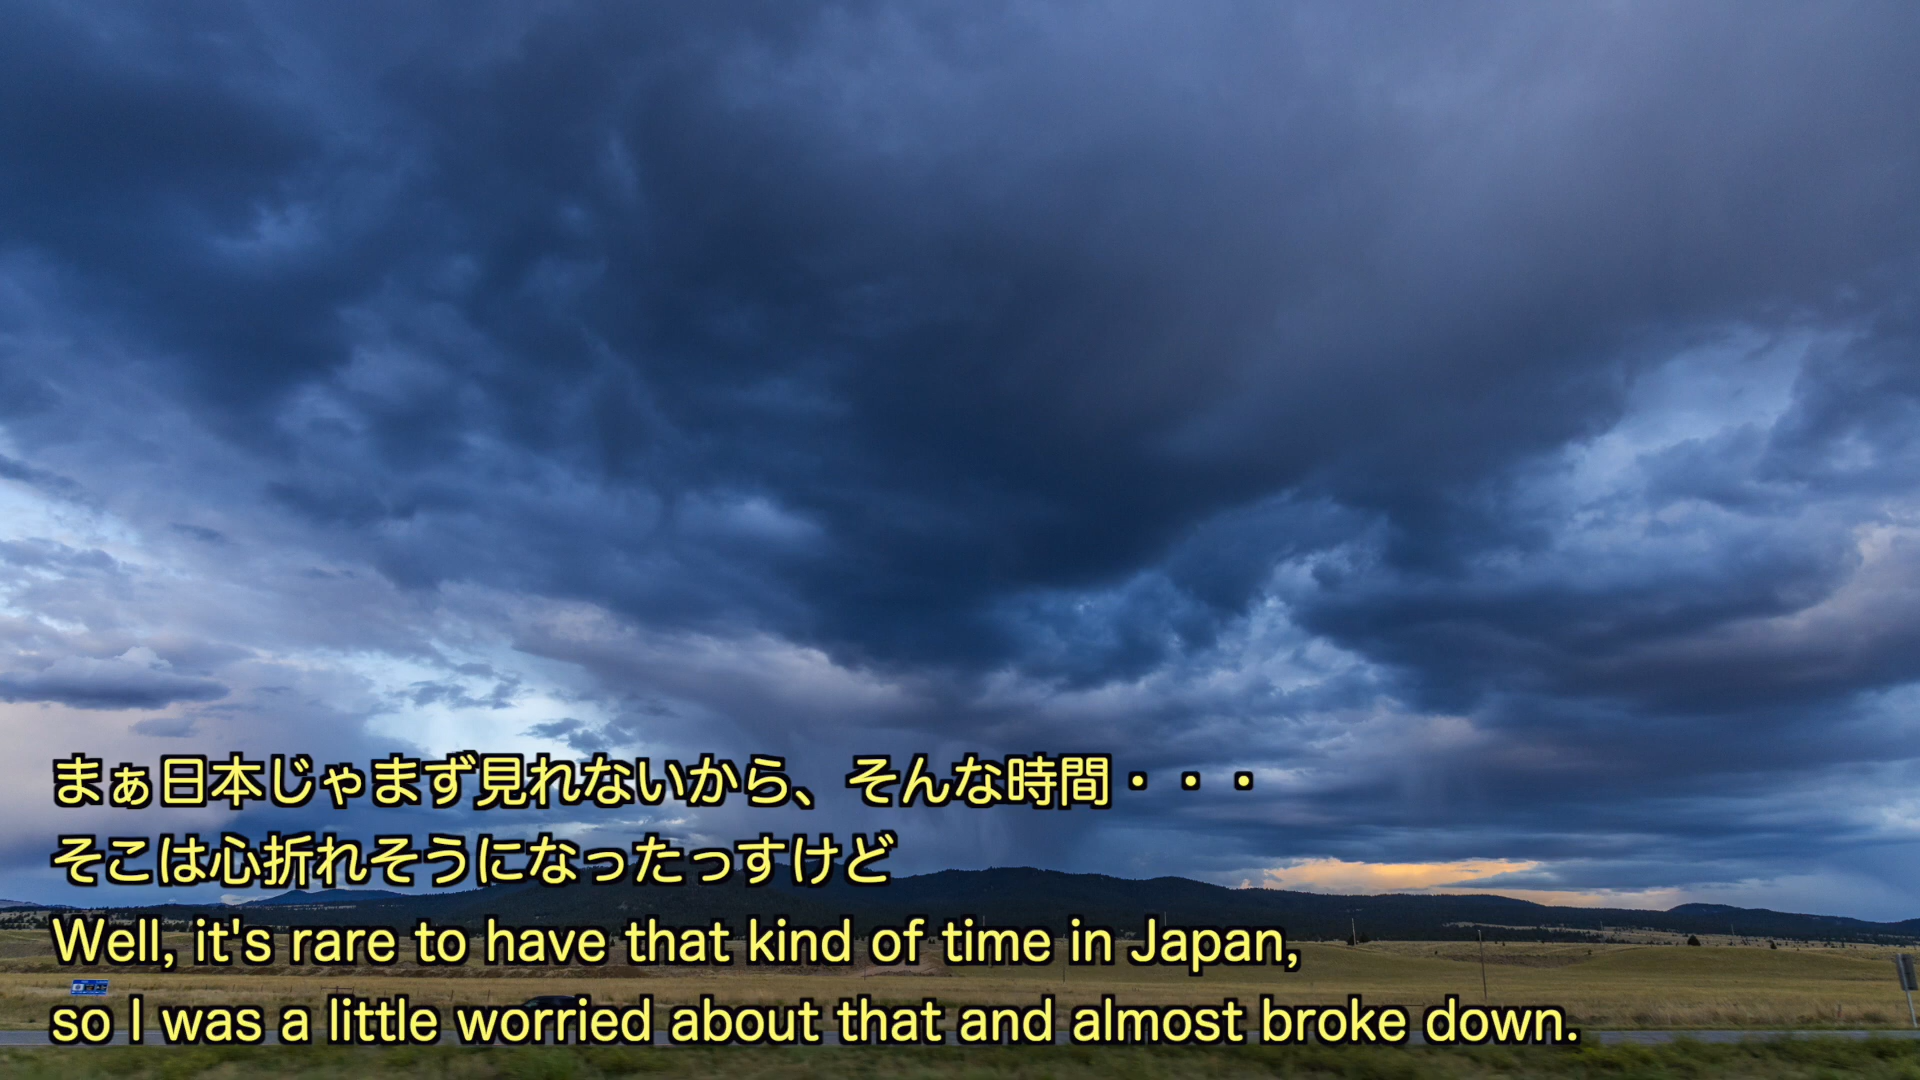 まぁ日本じゃまず見れないから、そんな時間・・・
そこは心折れそうになったっすけど
Well, it's rare to have that kind of time in Japan,
so I was a little worried about that and almost broke down.